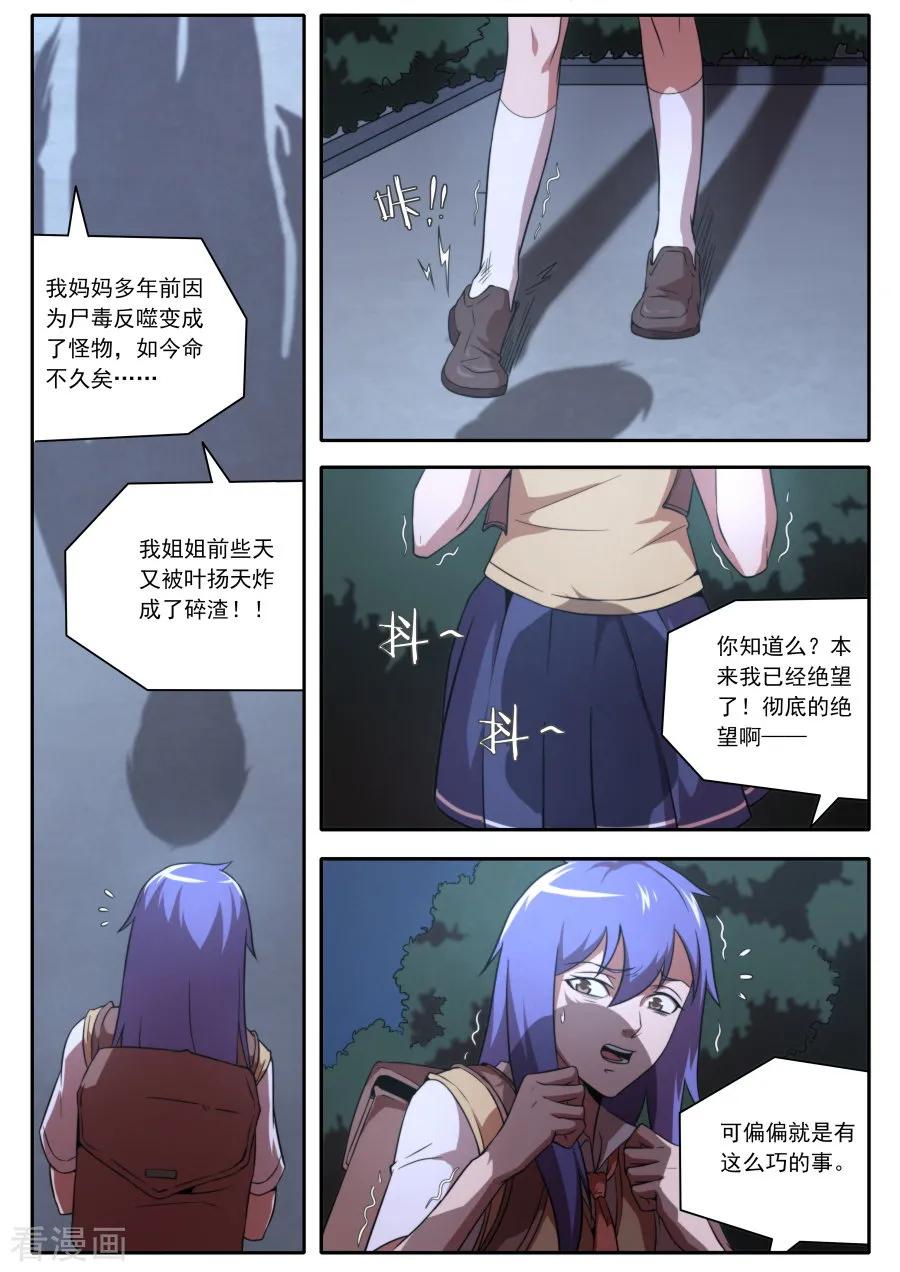 我妈妈多年前因
为尸毒反噬变成
了怪物，如今命
不久矣……
我姐姐前些天
又被叶扬天炸
成了碎渣！！
咔!!
抖~
抖~
你知道么？本
来我已经绝望
了！彻底的绝
望啊——
可偏偏就是有
这么巧的事。
看漫画